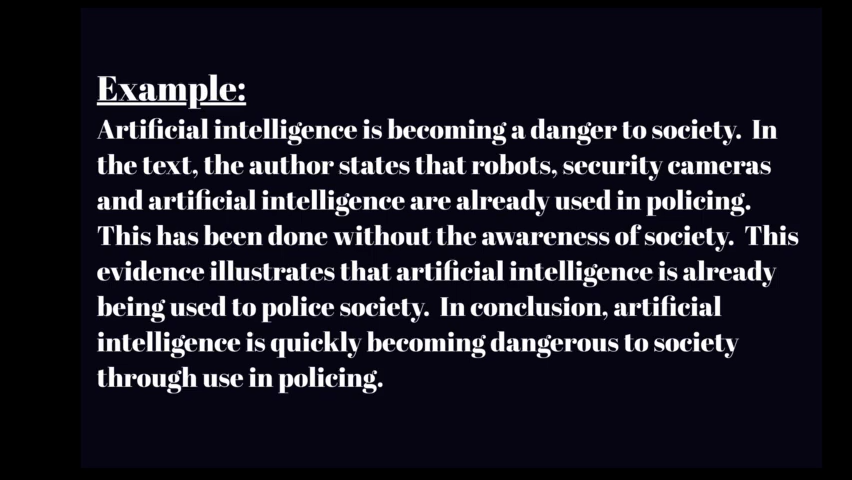 Example:
Artificial intelligence is becoming a danger to society.  In
the text, the author states that robots, security cameras
and artificial intelligence are already used in policing.
This has been done without the awareness of society.  This
evidence illustrates that artificial intelligence is already
being used to police society.  In conclusion, artificial
intelligence is quickly becoming dangerous to society
through use in policing.